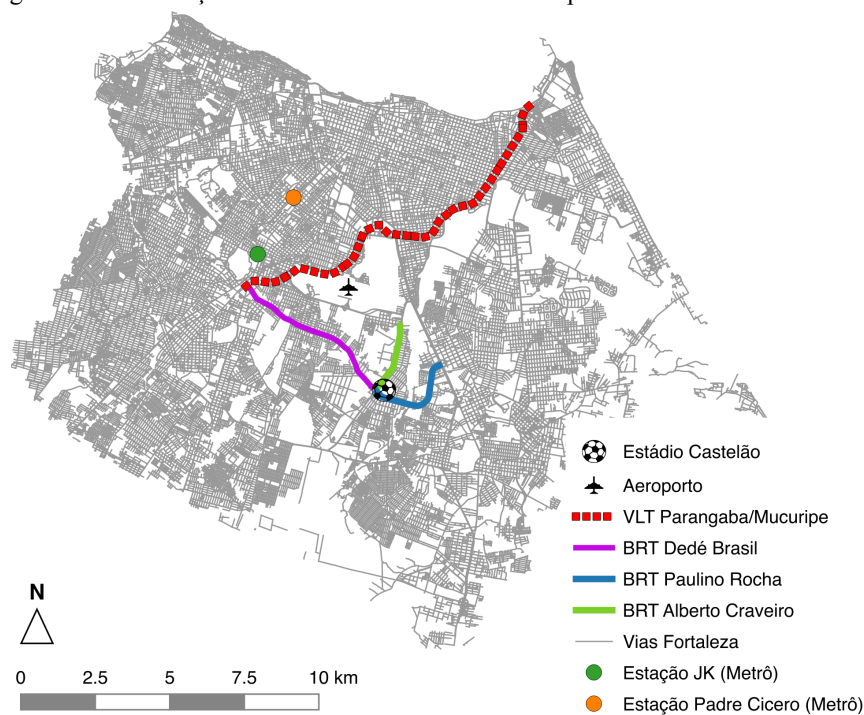 Estádio Castelão
Aeroporto
VLT Parangaba/Mucuripe
BRT Dedé Brasil
BRT Paulino Rocha
BRT Alberto Craveiro
Vias Fortaleza
Estação JK (Metrô)
Estação Padre Cicero (Metrô)
N
0 2.5 5 7.5 10 km